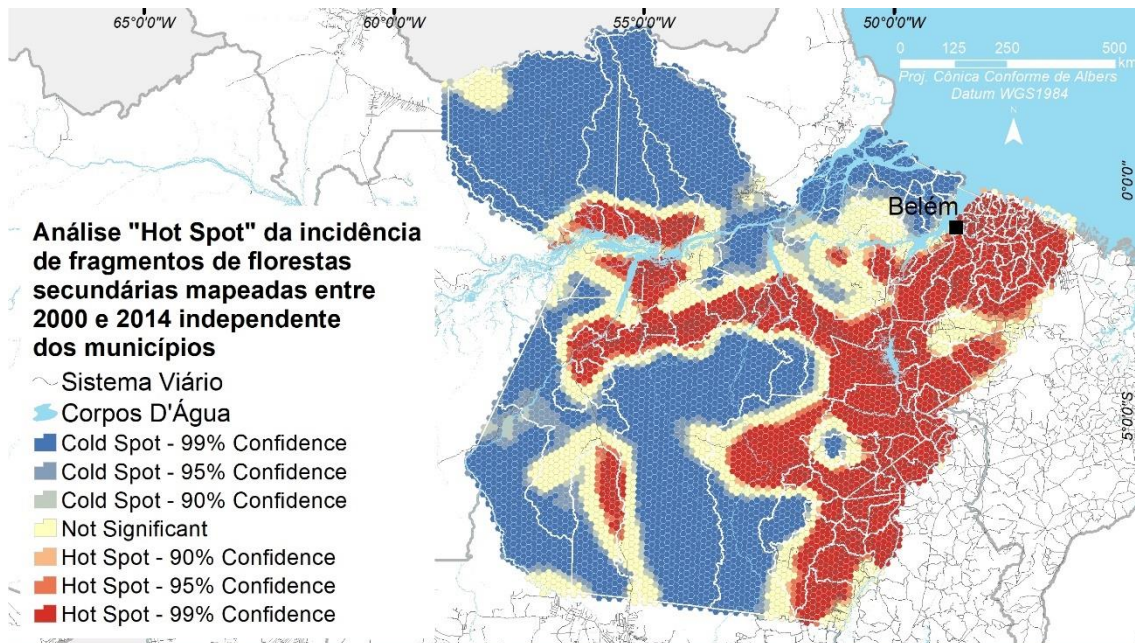 65°0'0"W
60°0'0"W
55°0'0"W
50°0'0"W
0 125 250 500
km
Proj. Cônica Conforme de Albers
Datum WGS1984
N
0°0'0"
Belém
5°0'0"S
Análise "Hot Spot" da incidência
de fragmentos de florestas
secundárias mapeadas entre
2000 e 2014 independente
dos municípios
Sistema Viário
Corpos D'Água
Cold Spot - 99% Confidence
Cold Spot - 95% Confidence
Cold Spot - 90% Confidence
Not Significant
Hot Spot - 90% Confidence
Hot Spot - 95% Confidence
Hot Spot - 99% Confidence